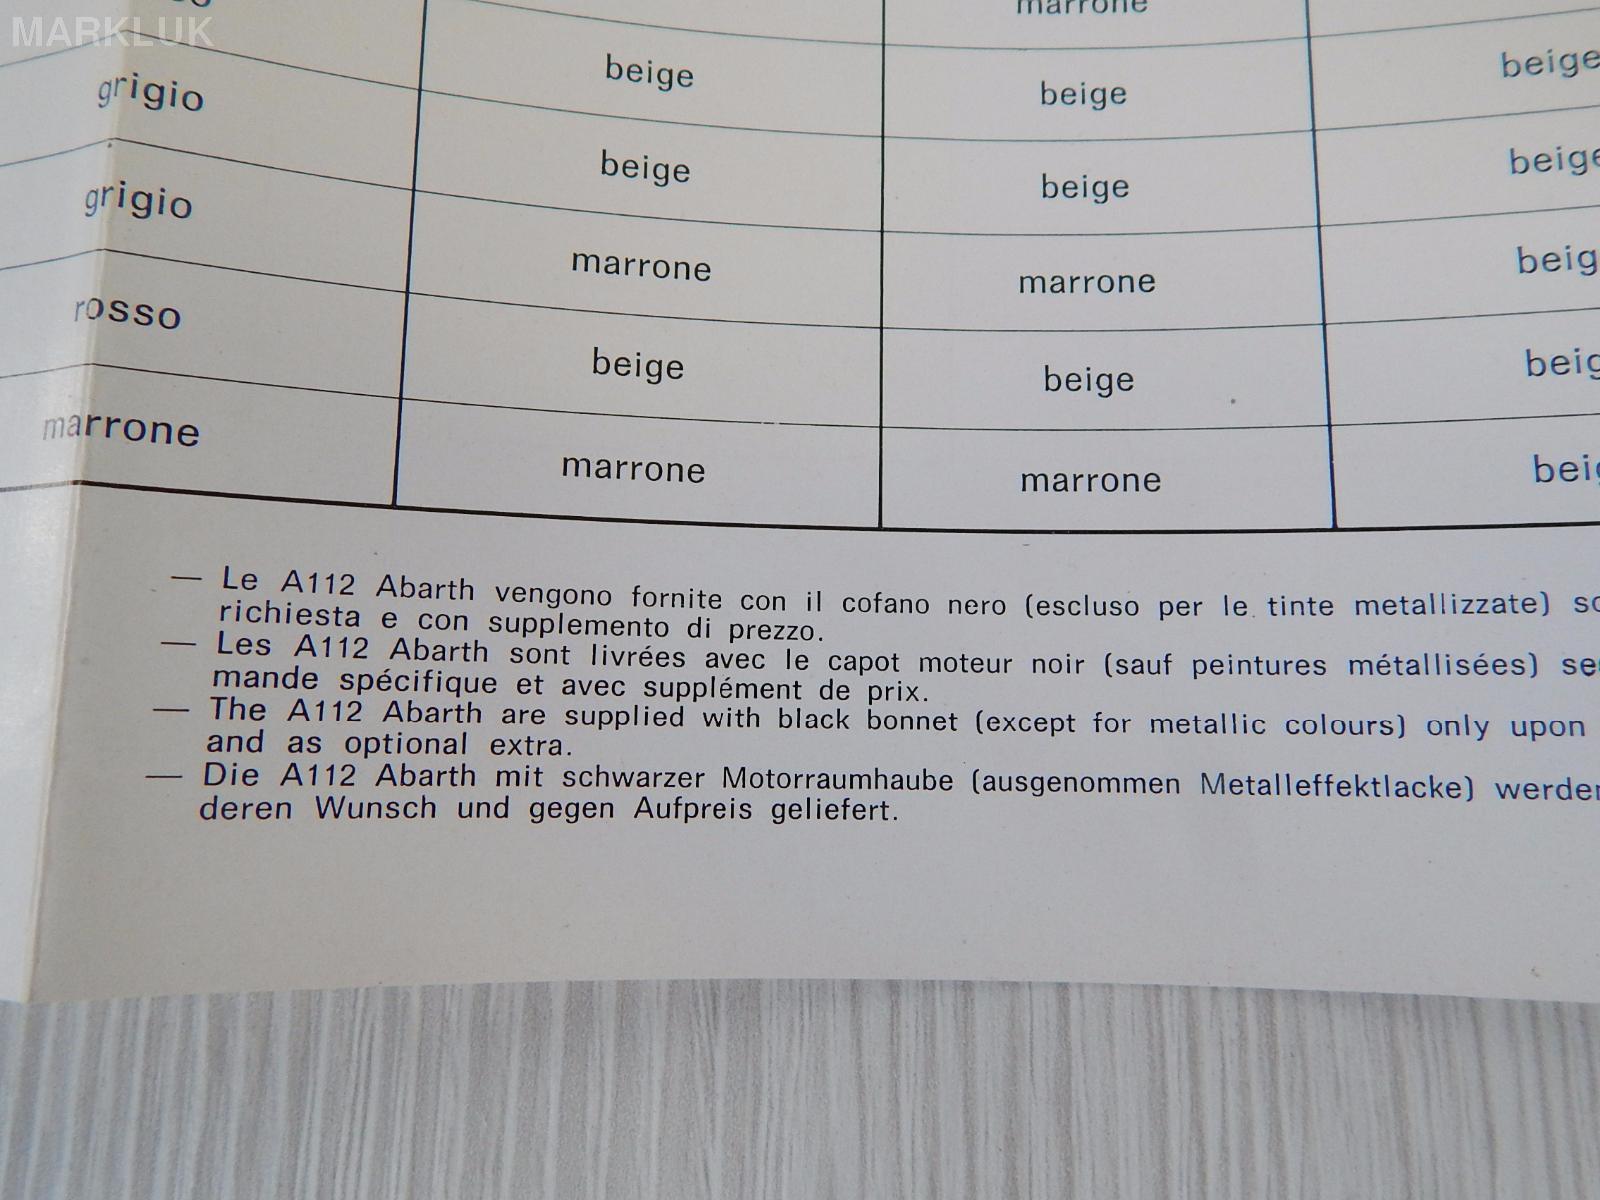 MARKLUK
marrone
grigio beige beige beige
grigio beige beige beige
rosso marrone marrone
marrone beige beige
marrone marrone
— Le A112 Abarth vengono fornite con il cofano nero (escluso per le tinte metallizzate)
richiesta e con supplemento di prezzo.
— Les A112 Abarth sont livrées avec le capot moteur noir (sauf peintures métallisées)
mande spécifique et avec supplément de prix.
— The A112 Abarth are supplied with black bonnet (except for metallic colours) only upon
and as optional extra.
— Die A112 Abarth mit schwarzer Motorraumhaube (ausgenommen Metalleffektlacke) werden
deren Wunsch und gegen Aufpreis geliefert.